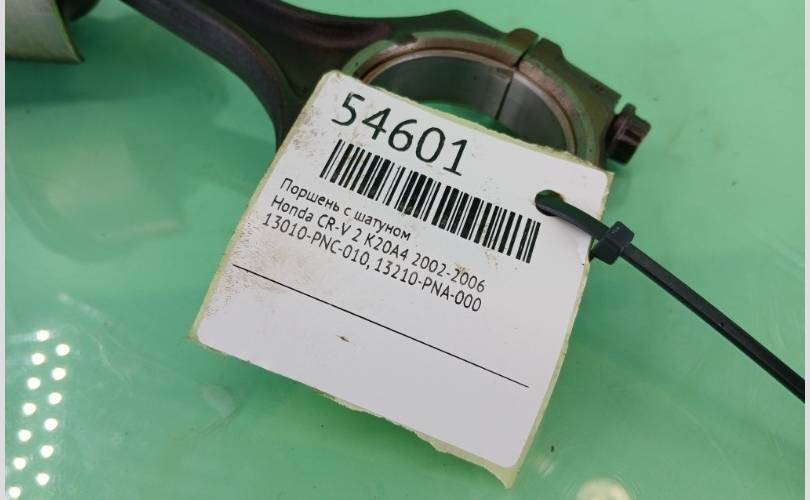 54601
Поршень с шатуном
Honda CR-V 2 K20A4 2002-2006
13010-PNC-010, 13210-PNA-000